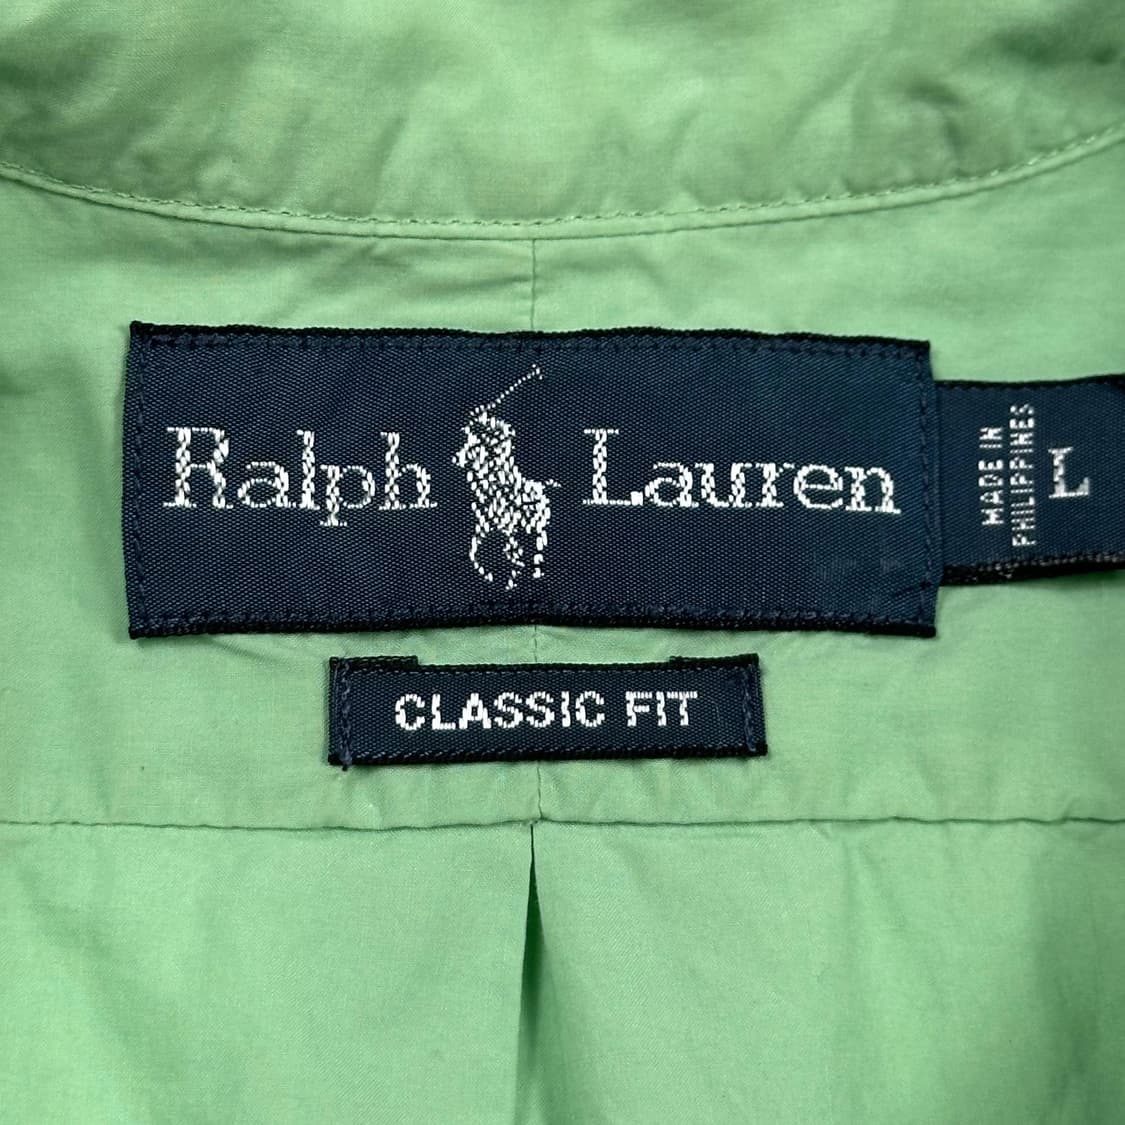 Ralph Lauren
MADE IN
PHILIPPINES
L
CLASSIC FIT